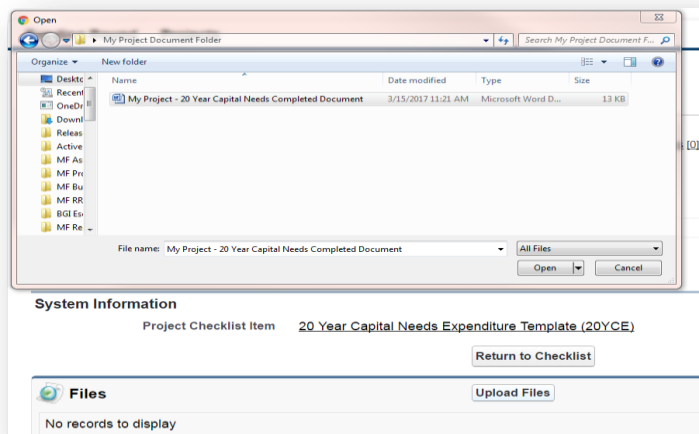 Open
My Project Document Folder
Search My Project Document F...
Organize
New folder
Name
Date modified
Type
Size
Desktc
Recent
OneDr
Downl
Releas
Active
MF As
MF Prc
MF Bu
MF RR
BGI Es
MF Re
My Project - 20 Year Capital Needs Completed Document 3/15/2017 11:21 AM Microsoft Word D... 13 KB
File name: My Project - 20 Year Capital Needs Completed Document All Files
Open Cancel
[0]
System Information
Project Checklist Item 20 Year Capital Needs Expenditure Template (20YCE)
Return to Checklist
Files Upload Files
No records to display